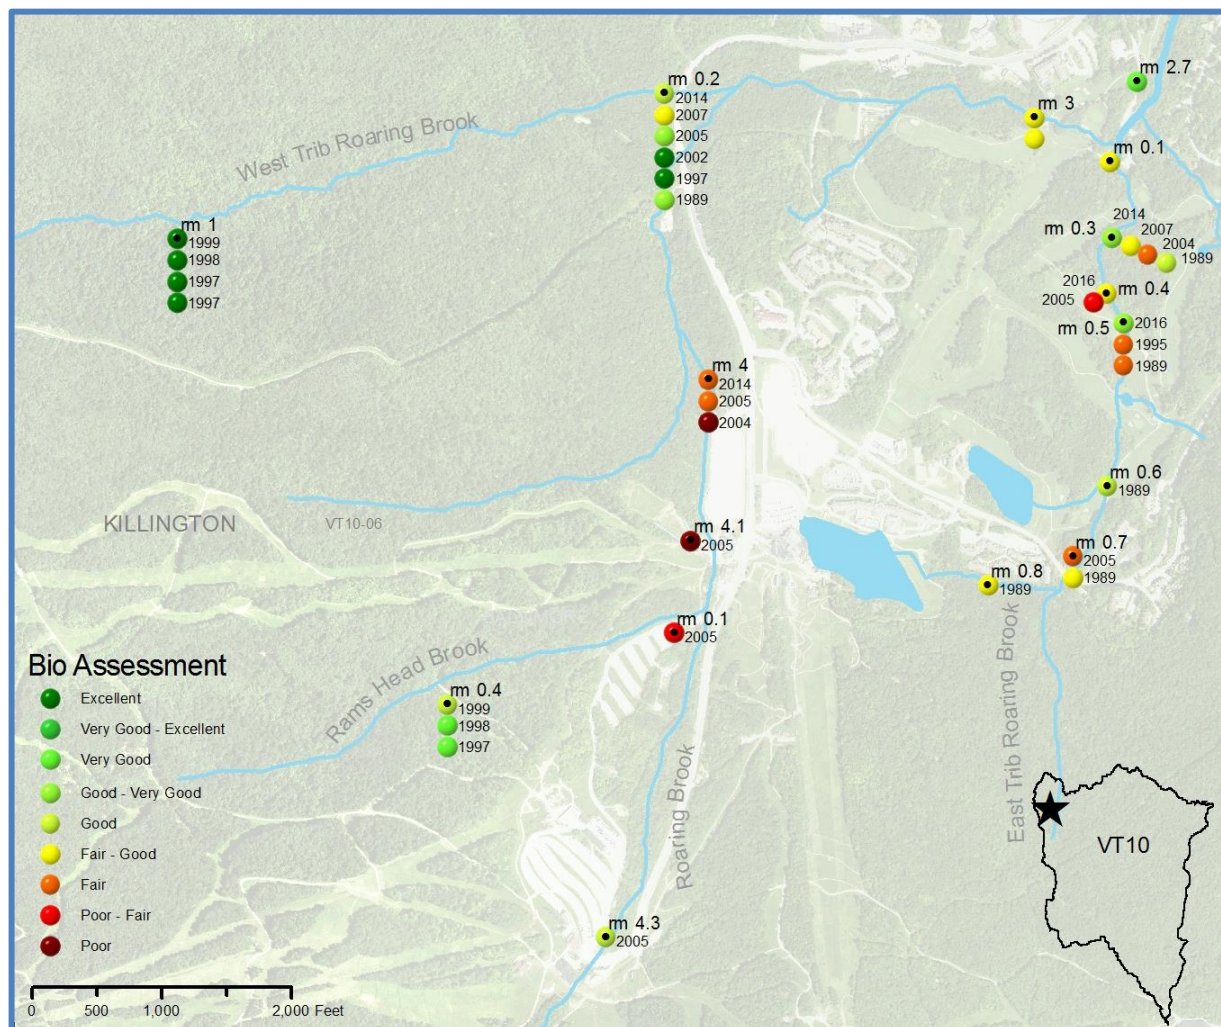 rm 2.7
rm 0.2
2014
2007
2005
2002
1997
1989
West Trib Roaring Brook
rm 3
rm 0.1
rm 1
1999
1998
1997
1997
rm 0.3
2014
2007
2004
1989
2016
rm 0.4
2005
rm 0.5
2016
1995
1989
rm 4
2014
2005
2004
rm 0.6
1989
KILLINGTON
VT10-06
rm 4.1
2005
rm 0.7
2005
1989
rm 0.8
1989
rm 0.1
2005
Rams Head Brook
rm 0.4
1999
1998
1997
Roaring Brook
East Trib Roaring Brook
rm 4.3
2005
Bio Assessment
Excellent
Very Good - Excellent
Very Good
Good - Very Good
Good
Fair - Good
Fair
Poor - Fair
Poor
0 500 1,000 2,000 Feet
VT10